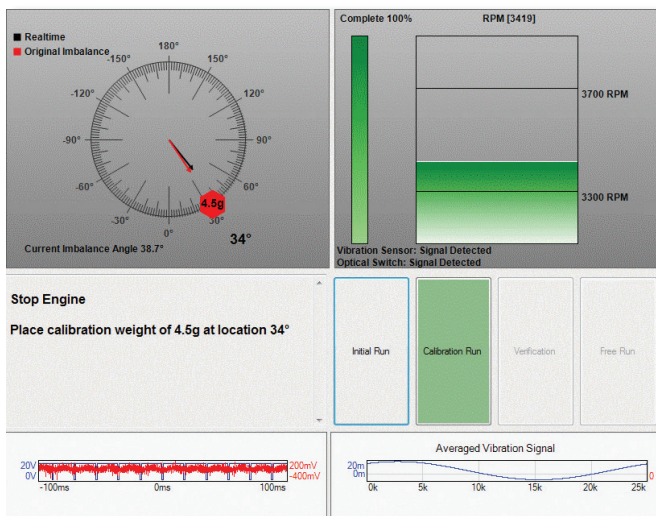 Realtime
Original Imbalance
180°
-150°
150°
-120°
120°
-90°
90°
-60°
60°
-30°
30°
0°
4.5g
34°
Current Imbalance Angle 38.7°
Complete 100%
RPM [3419]
3700 RPM
3300 RPM
Vibration Sensor: Signal Detected
Optical Switch: Signal Detected
Stop Engine
Place calibration weight of 4.5g at location 34°
Initial Run
Calibration Run
Verification
Free Run
20V
0V
200mV
-400mV
-100ms
0ms
100ms
Averaged Vibration Signal
20m
0m
0
0k
5k
10k
15k
20k
25k